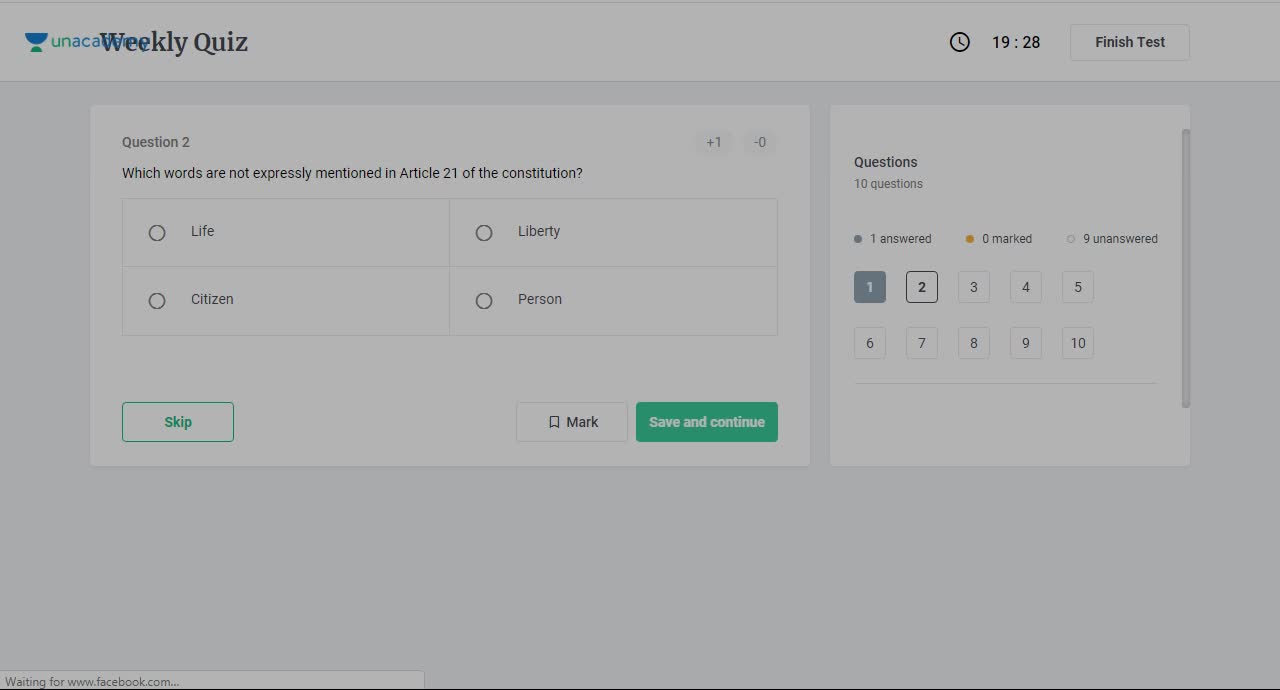 unacademy
Weekly Quiz
19 : 28
Finish Test
Question 2
+1
-0
Which words are not expressly mentioned in Article 21 of the constitution?
Life
Liberty
Citizen
Person
Skip
Mark
Save and continue
Questions
10 questions
1 answered
0 marked
9 unanswered
1 2 3 4 5
6 7 8 9 10
Waiting for www.facebook.com...